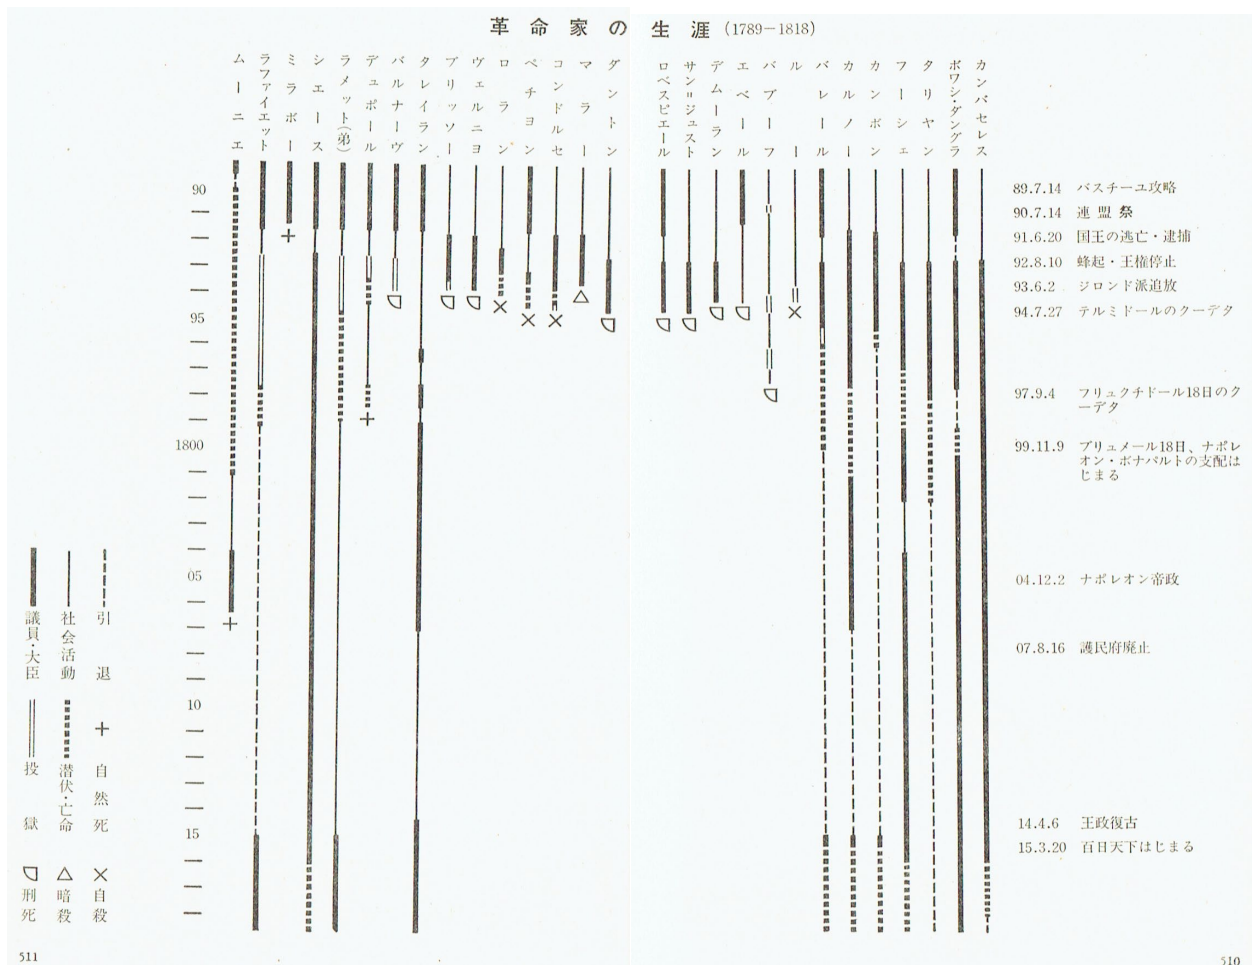 革命家の生涯(1789−1818)
ムーニエ
ラファイエット
ミラボー
シエース
ラメット(弟)
デュポール
バルナーヴ
タレイラン
ブリッソー
ヴェルニヨ
ロラン
ペチヨン
コンドルセ
マラー
ダントン
ロベスピエール
サン=ジュスト
デムーラン
エベール
バブーフ
ルー
バレール
カルノー
カンボン
フーシェ
タリヤン
ボワシ・ダングラ
カンバセレス
90
95
1800
05
10
15
89.7.14 バスチーユ攻略
90.7.14 連盟祭
91.6.20 国王の逃亡・逮捕
92.8.10 蜂起・王権停止
93.6.2 ジロンド派追放
94.7.27 テルミドールのクーデタ
97.9.4 フリュクチドール18日のク
ーデタ
99.11.9 ブリュメール18日、ナポレ
オン・ボナパルトの支配は
じまる
04.12.2 ナポレオン帝政
07.8.16 護民府廃止
14.4.6 王政復古
15.3.20 百日天下はじまる
議員・大臣
社会活動
引退
投獄
潜伏・亡命
自然死
刑死
暗殺
自殺
511
510